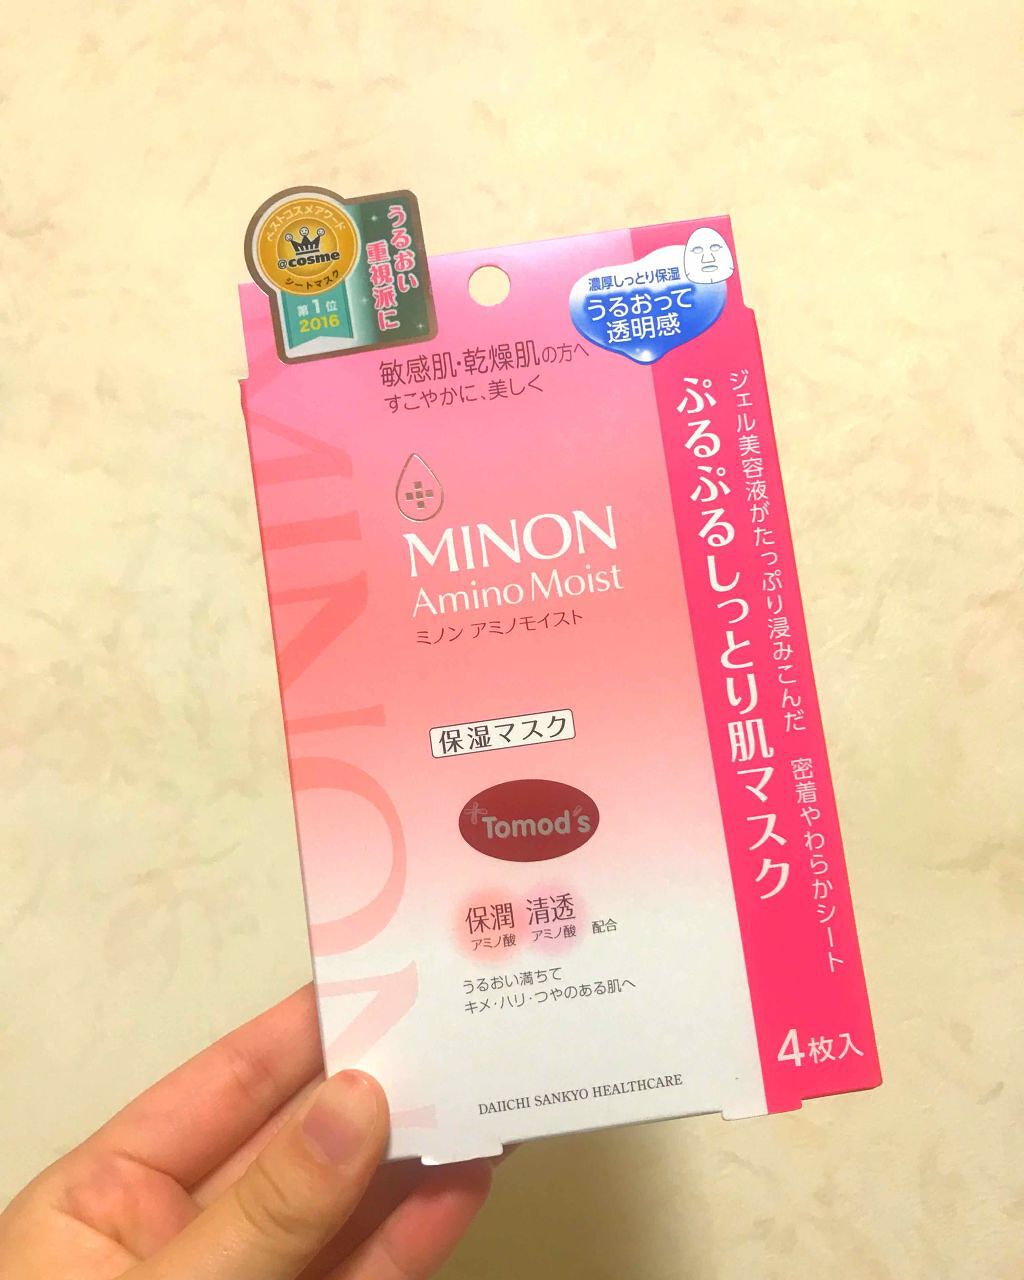 ベストコスメアワード
@cosme
シートマスク
第1位
2016
うるおい
重視派に
濃厚しっとり保湿
うるおって
透明感
敏感肌・乾燥肌の方へ
すこやかに、美しく
MINON
Amino Moist
ミノン アミノモイスト
保湿マスク
Tomod's
保潤 清透
アミノ酸 アミノ酸 配合
うるおい満ちて
キメ・ハリ・つやのある肌へ
DAIICHI SANKYO HEALTHCARE
MINON
ジェル美容液がたっぷり浸みこんだ 密着やわらかシート
ぷるぷるしっとり肌マスク
4枚入